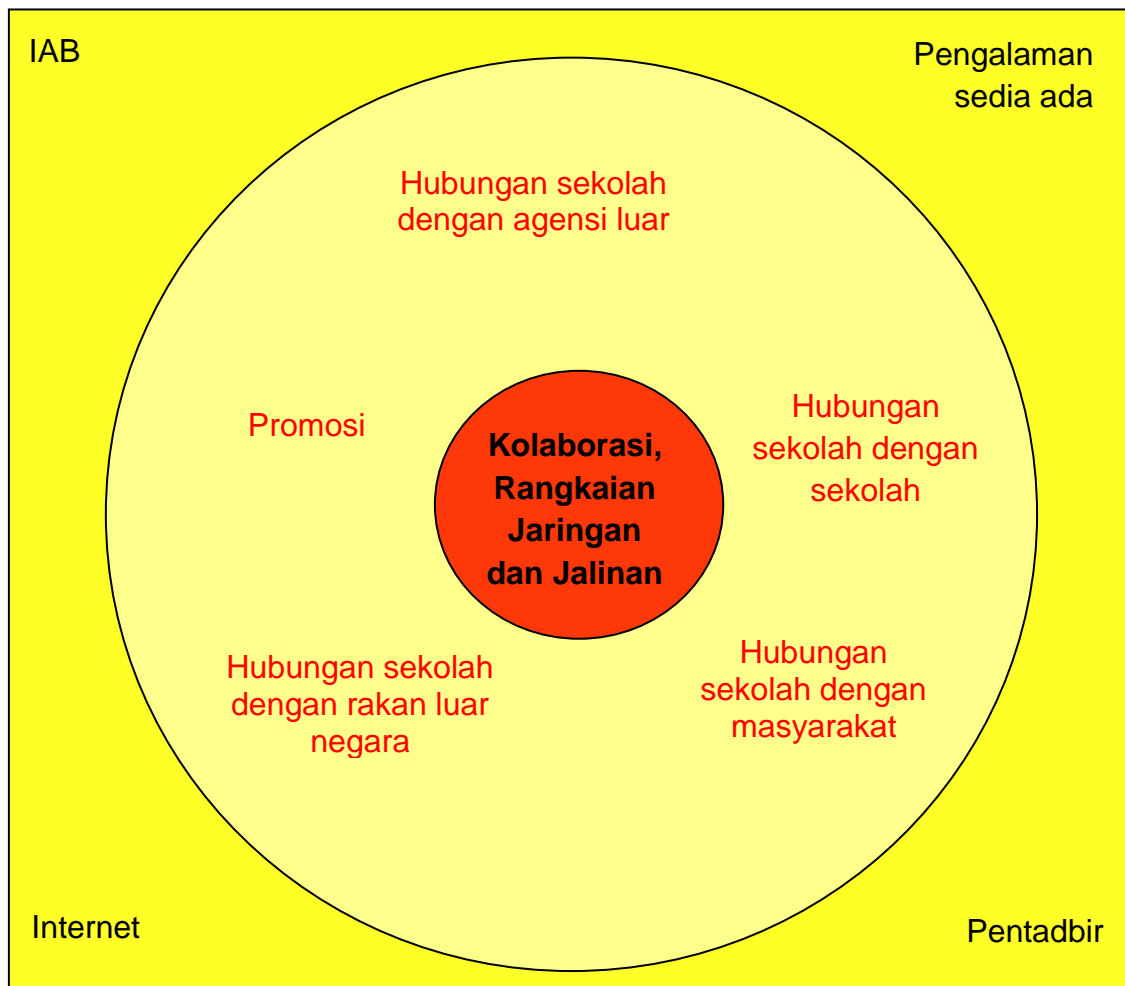 IAB
Pengalaman
sedia ada
Hubungan sekolah
dengan agensi luar
Promosi
Kolaborasi,
Rangkaian
Jaringan
dan Jalinan
Hubungan
sekolah dengan
sekolah
Hubungan sekolah
dengan rakan luar
negara
Hubungan
sekolah dengan
masyarakat
Internet
Pentadbir